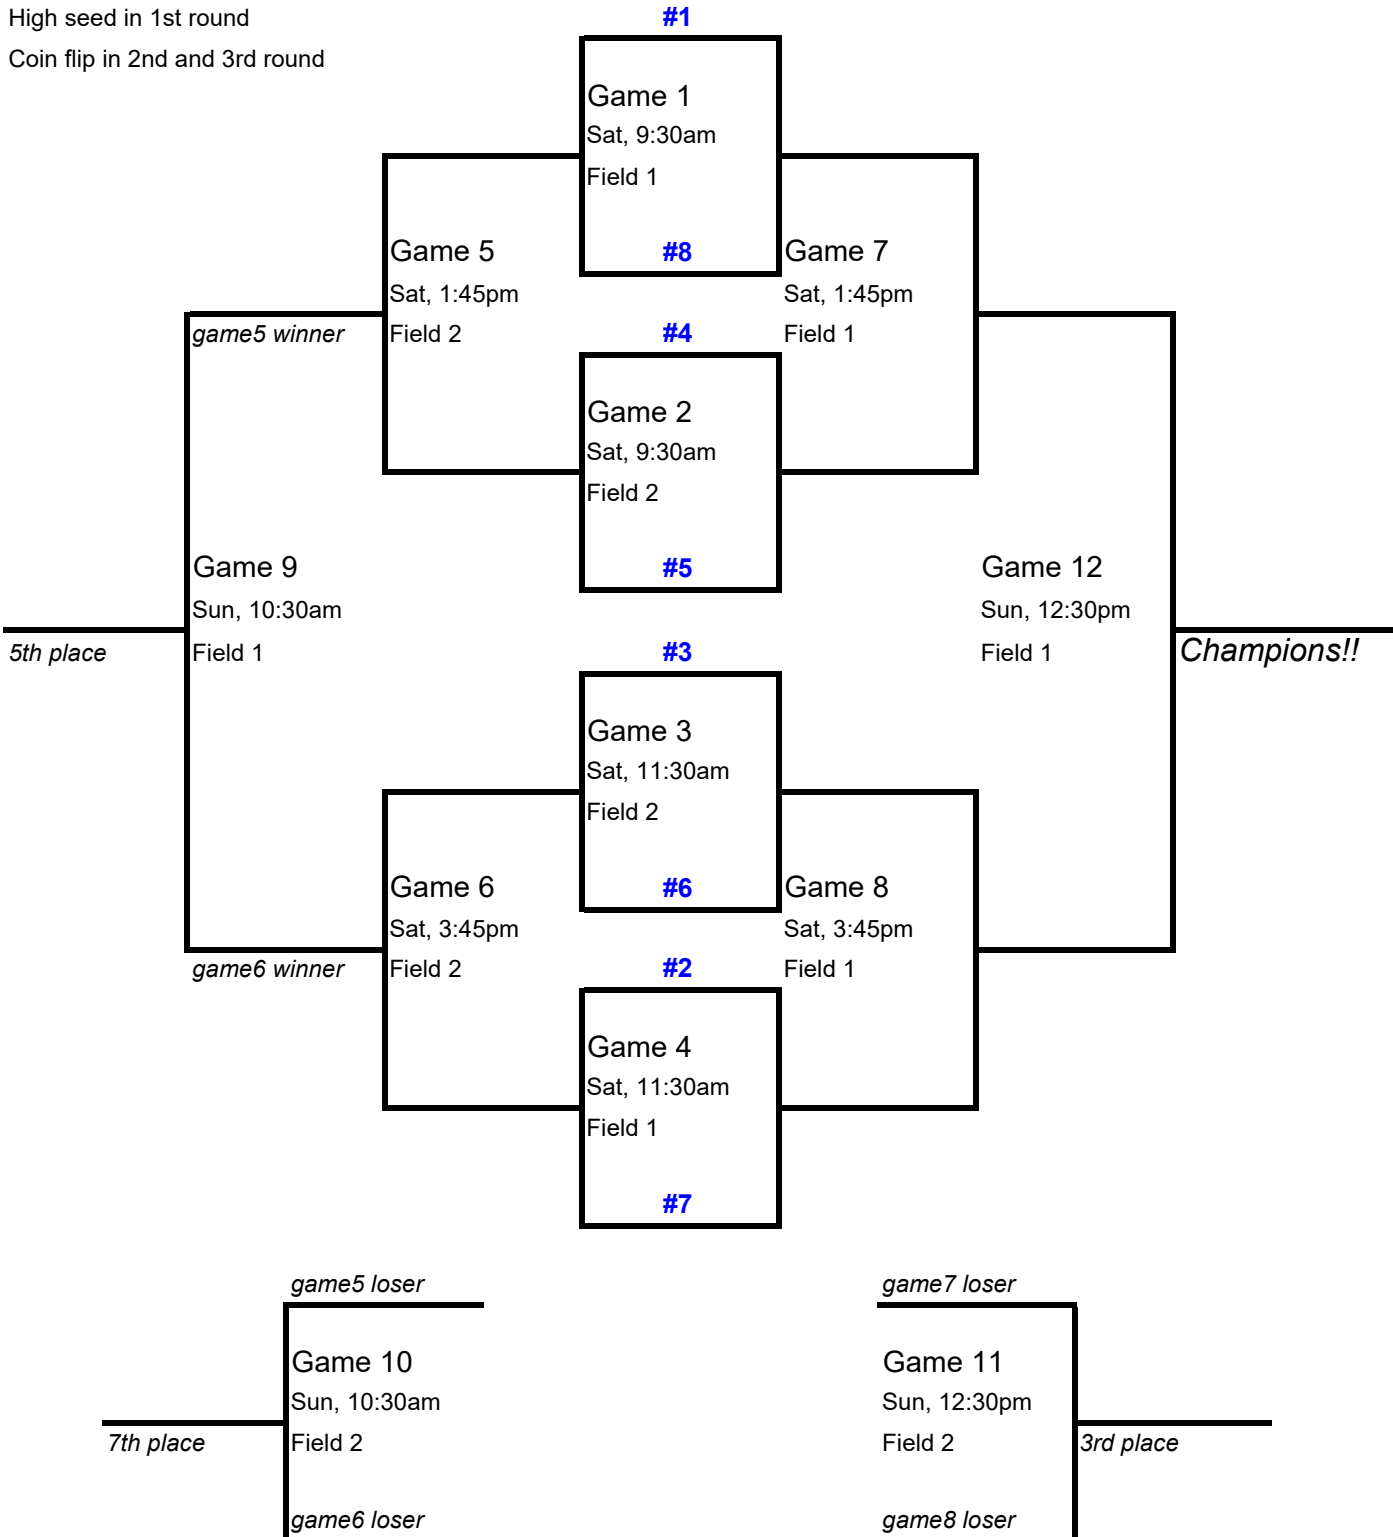 High seed in 1st round
Coin flip in 2nd and 3rd round
#1
Game 1
Sat, 9:30am
Field 1
#8
Game 5
Sat, 1:45pm
Field 2
game5 winner
Game 7
Sat, 1:45pm
Field 1
#4
Game 2
Sat, 9:30am
Field 2
#5
Game 9
Sun, 10:30am
Field 1
5th place
Game 12
Sun, 12:30pm
Field 1
Champions!!
#3
Game 3
Sat, 11:30am
Field 2
#6
Game 6
Sat, 3:45pm
Field 2
game6 winner
Game 8
Sat, 3:45pm
Field 1
#2
Game 4
Sat, 11:30am
Field 1
#7
game5 loser
Game 10
Sun, 10:30am
Field 2
7th place
game6 loser
game7 loser
Game 11
Sun, 12:30pm
Field 2
3rd place
game8 loser